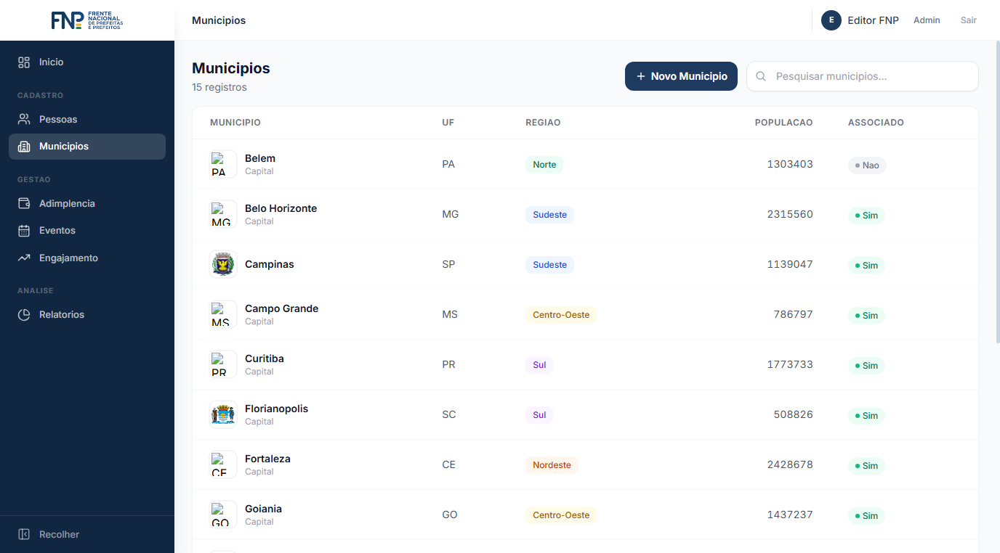 FNP FRENTE
NACIONAL
DE PREFEITAS
E PREFEITOS
Municipios
E Editor FNP Admin Sair
Inicio
CADASTRO
Pessoas
Municipios
GESTAO
Adimplencia
Eventos
Engajamento
ANALISE
Relatorios
Recolher
Municipios
15 registros
+ Novo Municipio
Pesquisar municipios...
MUNICIPIO UF REGIAO POPULACAO ASSOCIADO
PA Belem PA Norte 1303403 Nao
Capital
MG Belo Horizonte MG Sudeste 2315560 Sim
Capital
Campinas SP Sudeste 1139047 Sim
MS Campo Grande MS Centro-Oeste 786797 Sim
Capital
PR Curitiba PR Sul 1773733 Sim
Capital
Florianopolis SC Sul 508826 Sim
Capital
CE Fortaleza CE Nordeste 2428678 Sim
Capital
GO Goiania GO Centro-Oeste 1437237 Sim
Capital